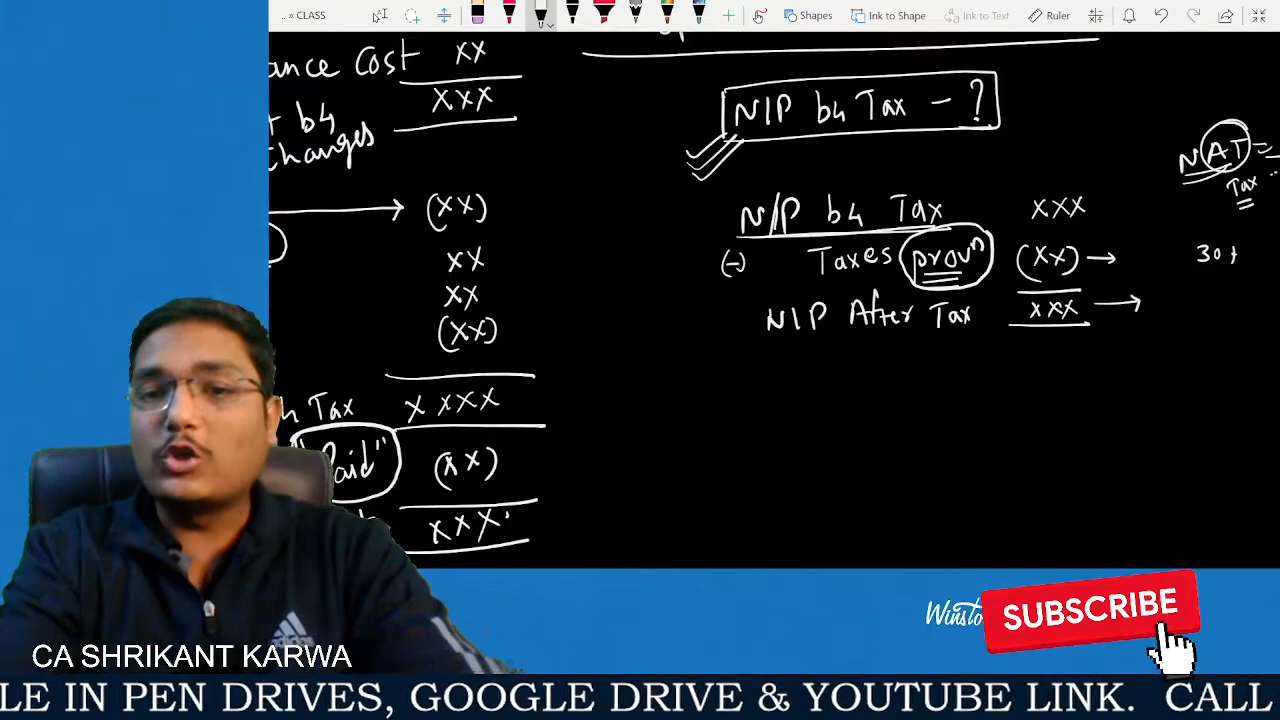 .. » CLASS
Shapes
Ink to Shape
Ink to Text
Ruler
ance Cost XX
XXX
b4
changes
(XX)
XX
XX
(XX)
Tax X XXX
Paid" (XX)
XXX
N/P b4 Tax - ?
N/P b4 Tax XXX
(-) Taxes provn (XX) →
N/P After Tax XXX →
NAT =
Tax
30
Winsto
SUBSCRIBE
CA SHRIKANT KARWA
LE IN PEN DRIVES, GOOGLE DRIVE & YOUTUBE LINK. CALL